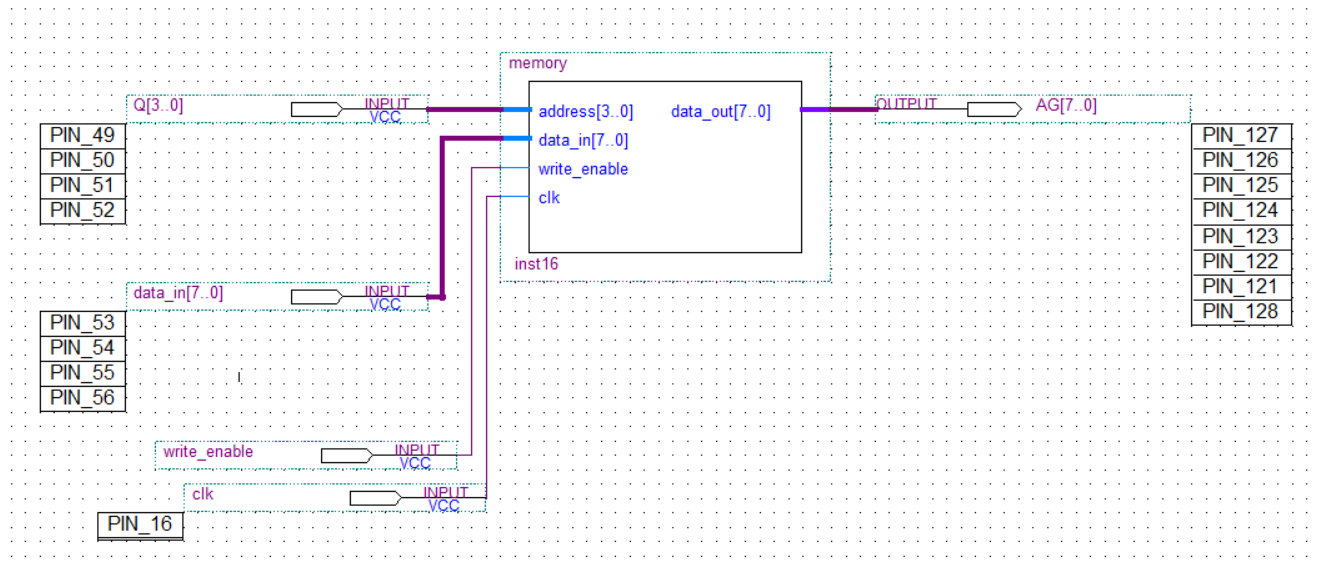 memory
Q[3..0]
INPUT
VCC
address[3..0]
data_out[7..0]
OUTPUT
AG[7..0]
PIN_49
PIN_50
PIN_51
PIN_52
data_in[7..0]
write_enable
clk
PIN_127
PIN_126
PIN_125
PIN_124
PIN_123
PIN_122
PIN_121
PIN_128
inst16
data_in[7..0]
INPUT
VCC
PIN_53
PIN_54
PIN_55
PIN_56
write_enable
INPUT
VCC
clk
INPUT
VCC
PIN_16